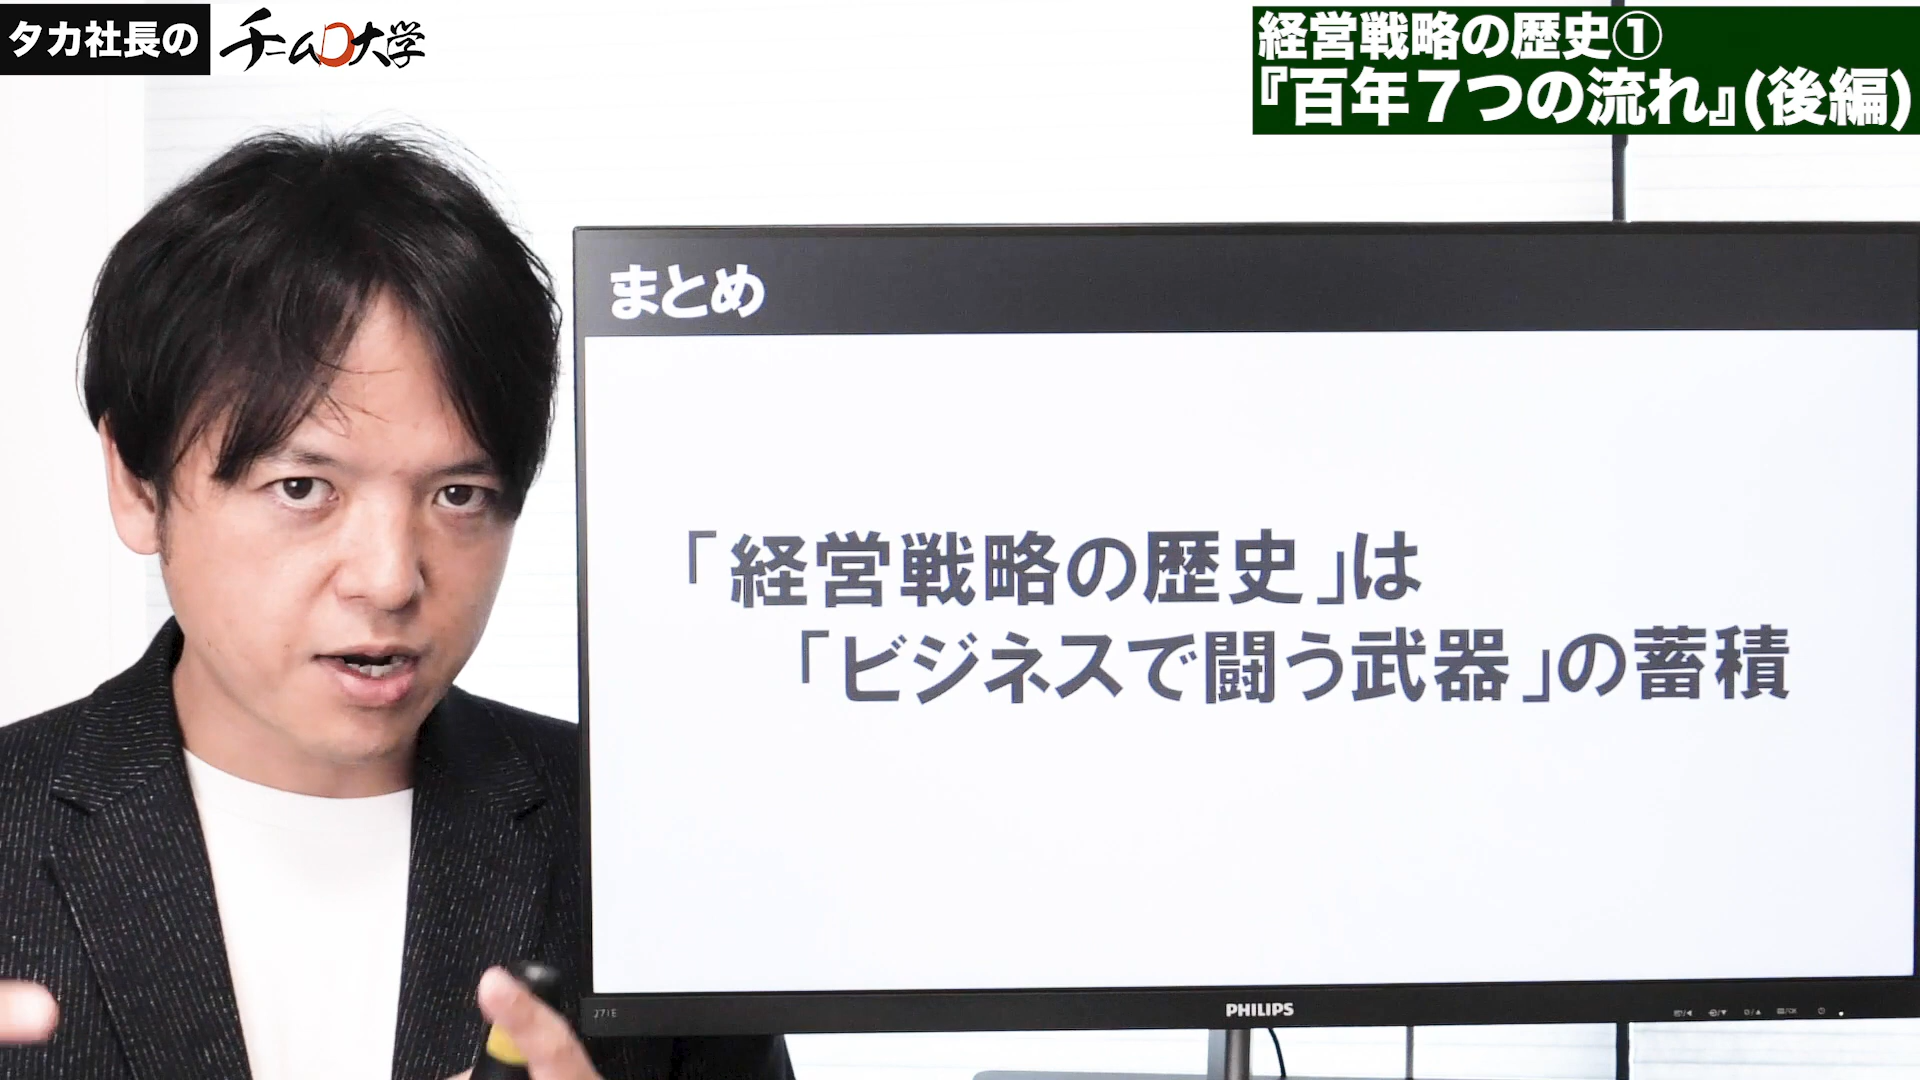 タカ社長の
チームの大学
経営戦略の歴史①
『百年７つの流れ』(後編)
まとめ
「経営戦略の歴史」は
「ビジネスで闘う武器」の蓄積
PHILIPS